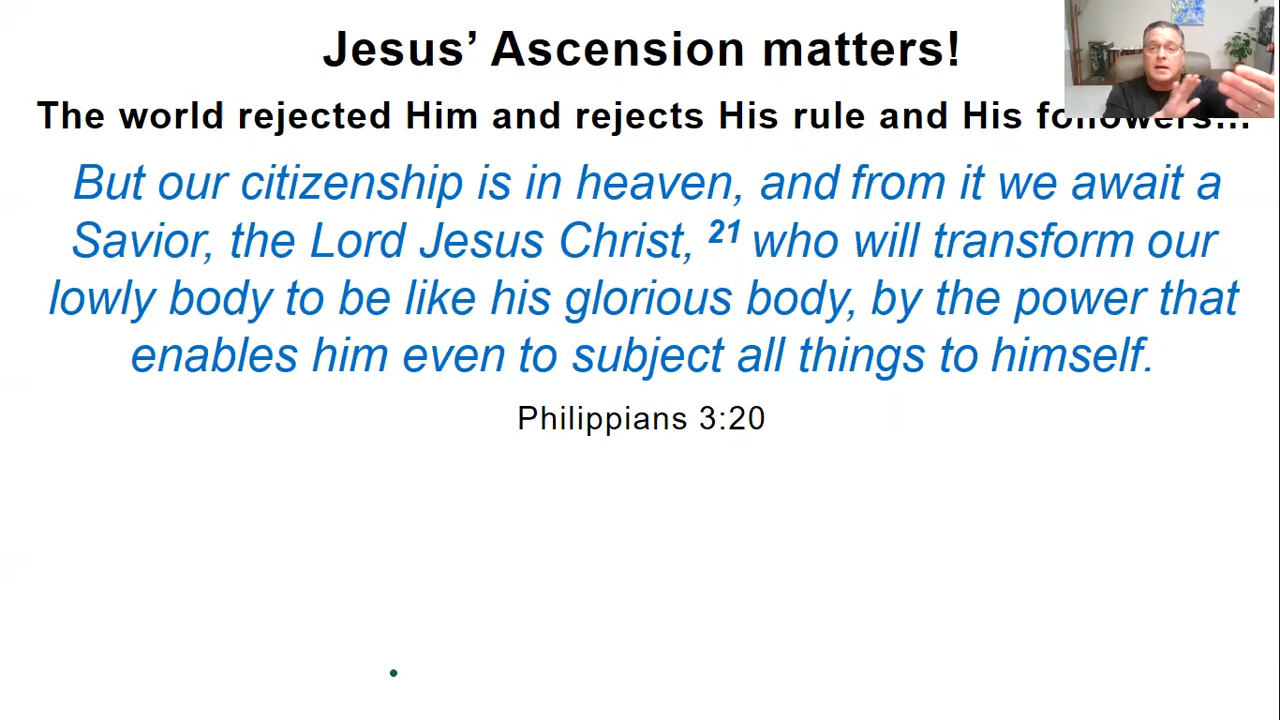 Jesus’ Ascension matters!
The world rejected Him and rejects His rule and His followers...
But our citizenship is in heaven, and from it we await a
Savior, the Lord Jesus Christ, 21 who will transform our
lowly body to be like his glorious body, by the power that
enables him even to subject all things to himself.
Philippians 3:20